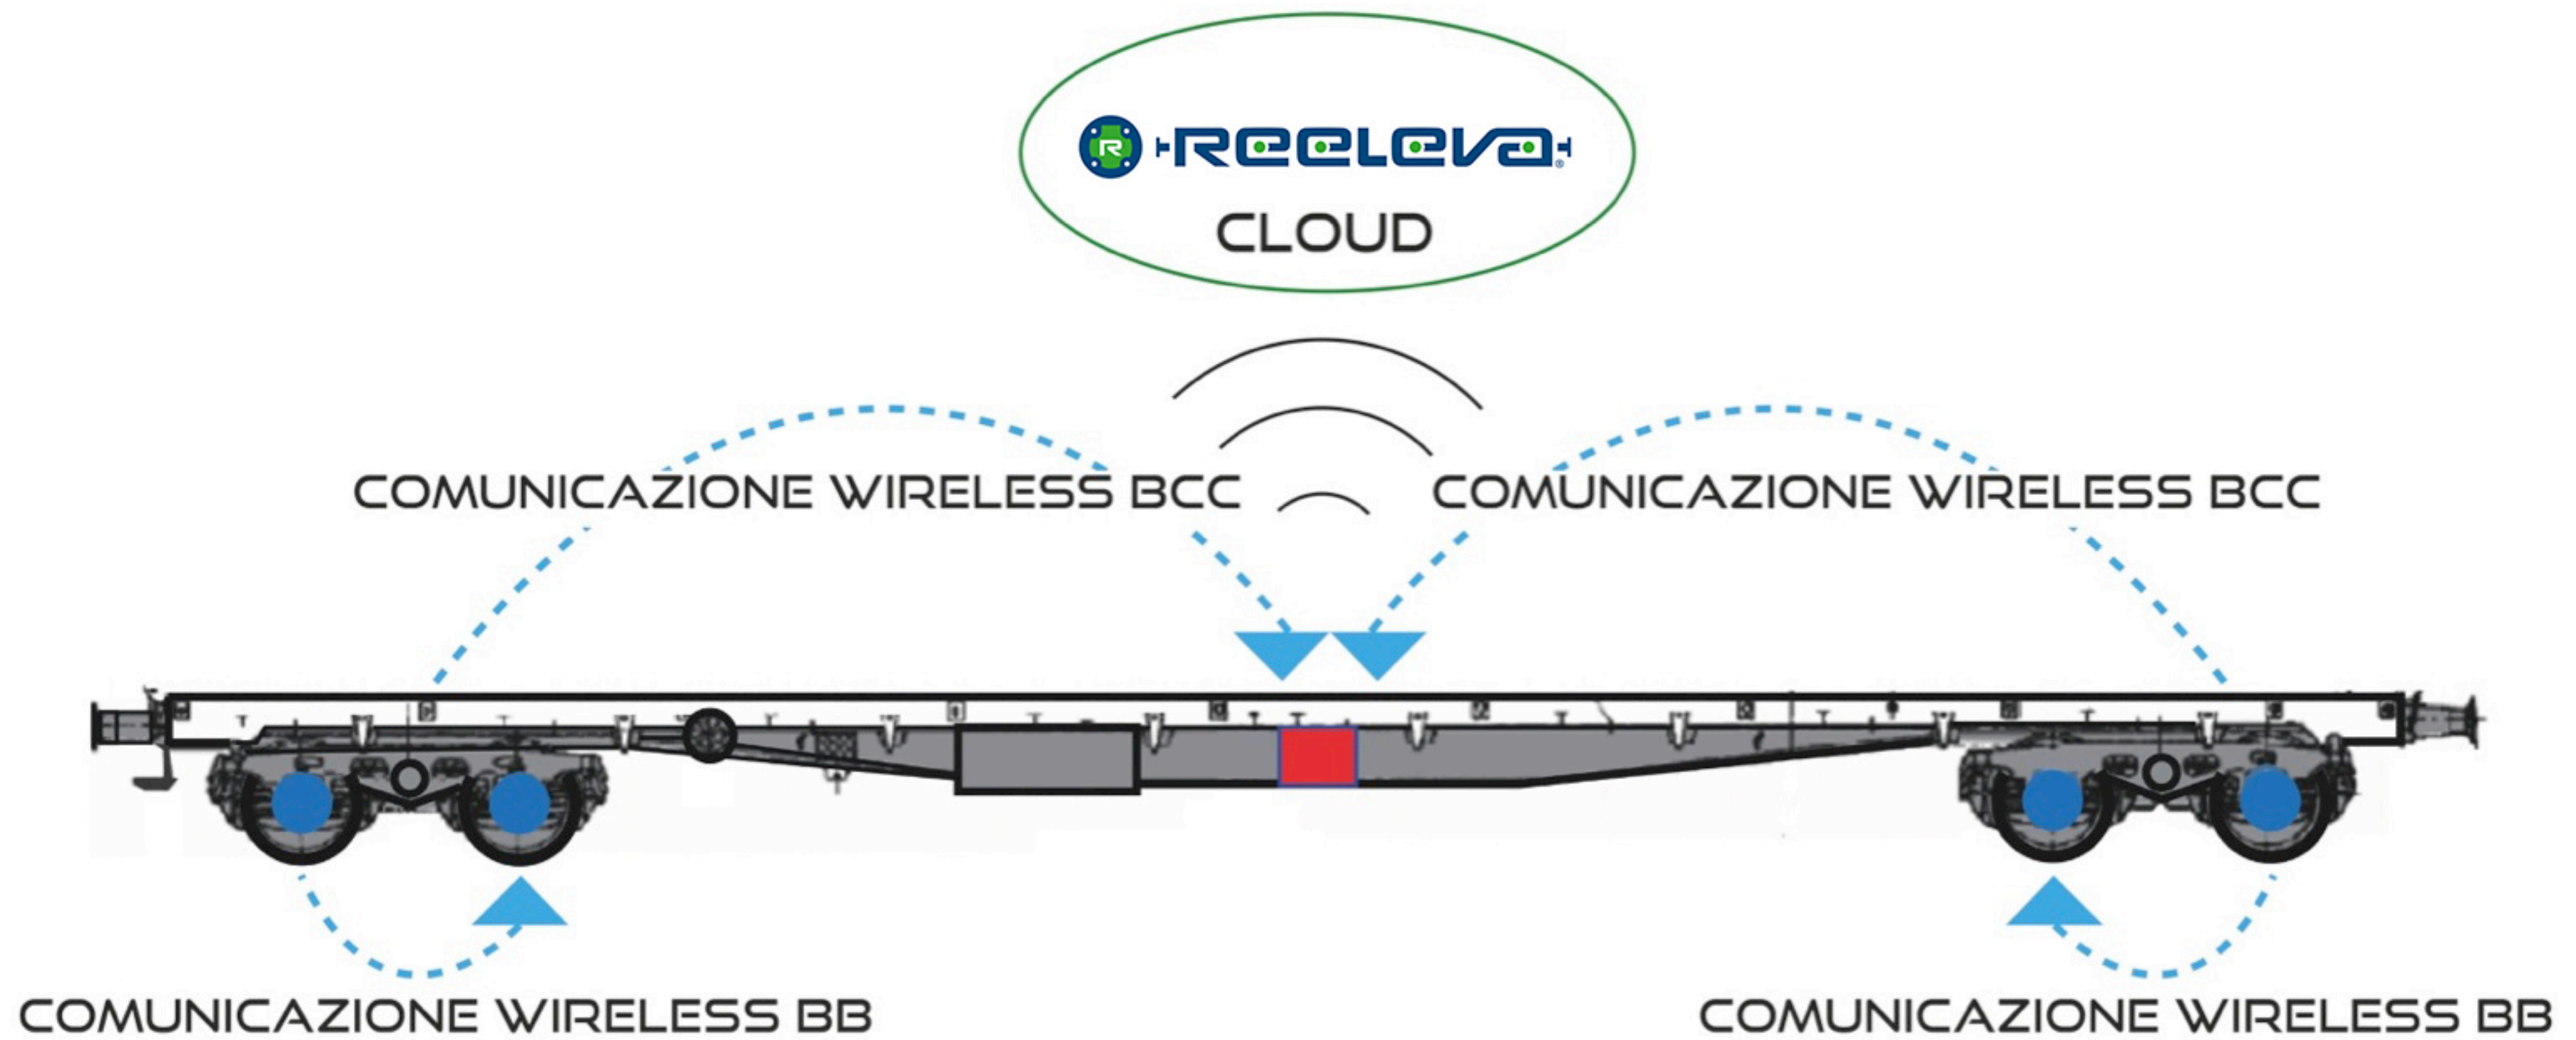 R REELEVA ®
CLOUD
COMUNICAZIONE WIRELESS BCC
COMUNICAZIONE WIRELESS BCC
COMUNICAZIONE WIRELESS BB
COMUNICAZIONE WIRELESS BB